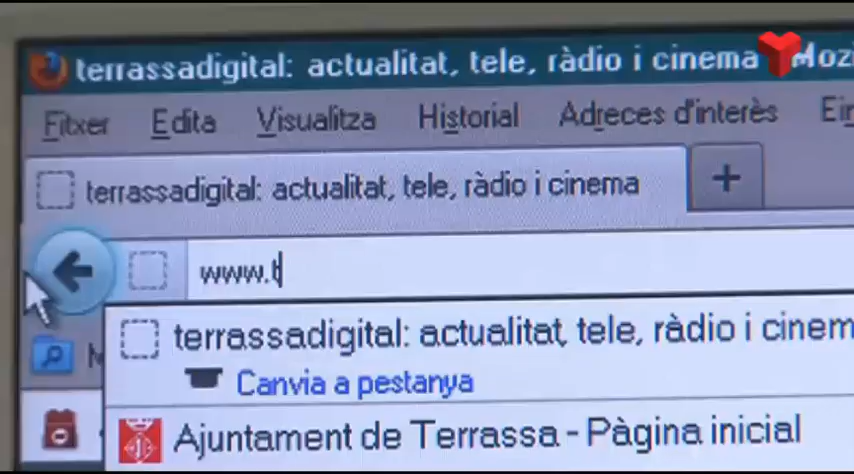 terrassadigital: actualitat, tele, ràdio i cinema
Fitxer Edita Visualitza Historial Adreces d'interès
terrassadigital: actualitat, tele, ràdio i cinema +
www.t
terrassadigital: actualitat, tele, ràdio i cinem
Canvia a pestanya
Ajuntament de Terrassa - Pàgina inicial